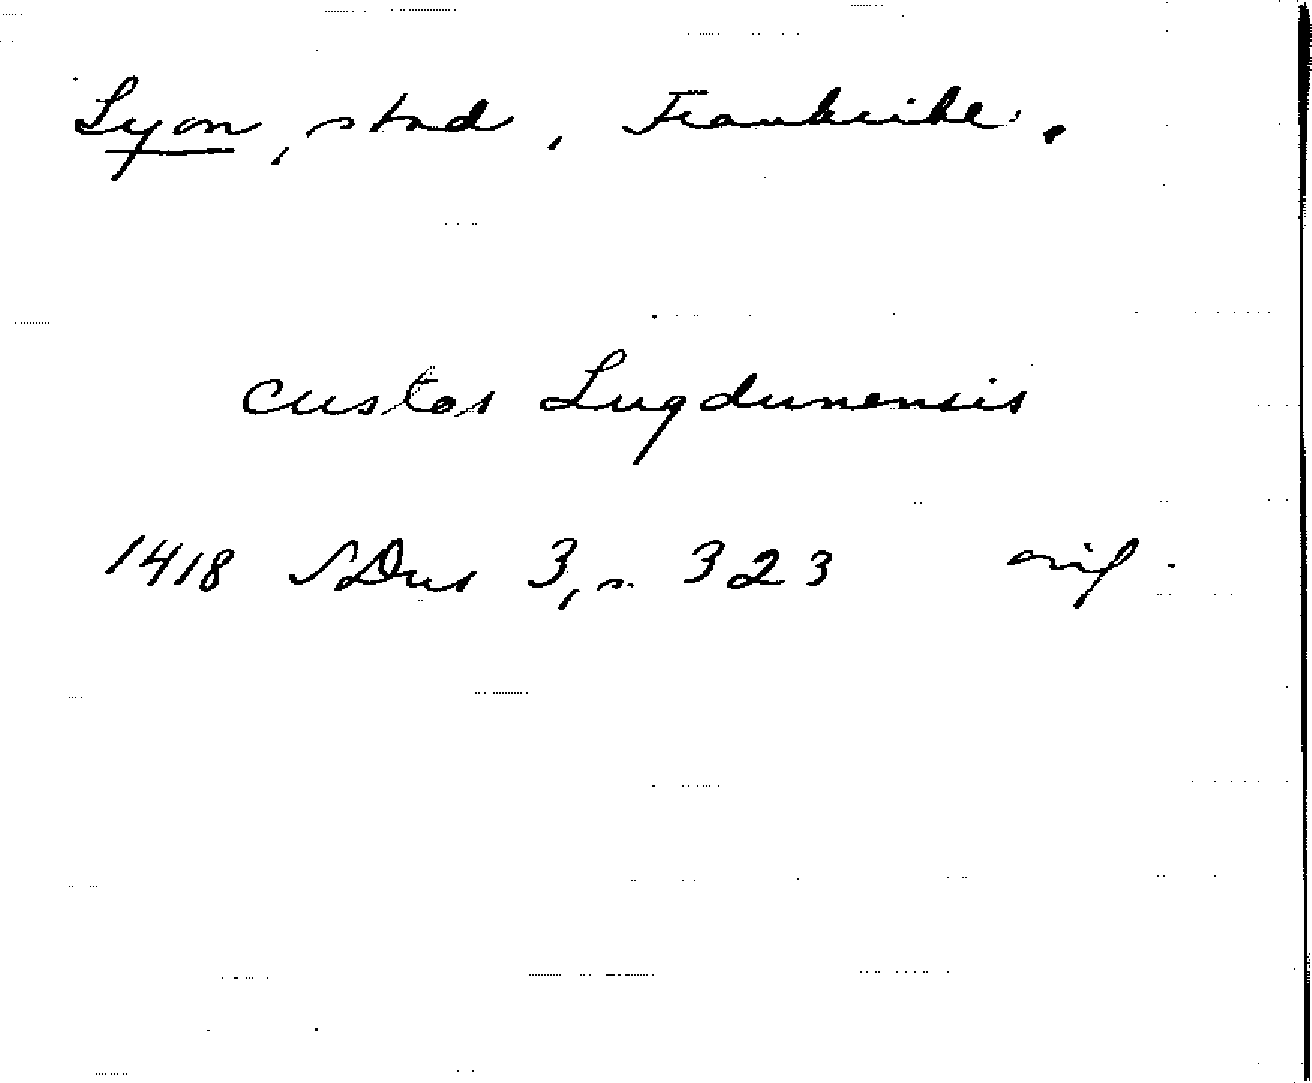 Lyon, stad, Frankrike.
custos Lugdunensis
1418 SDns 3, s. 323 orig.